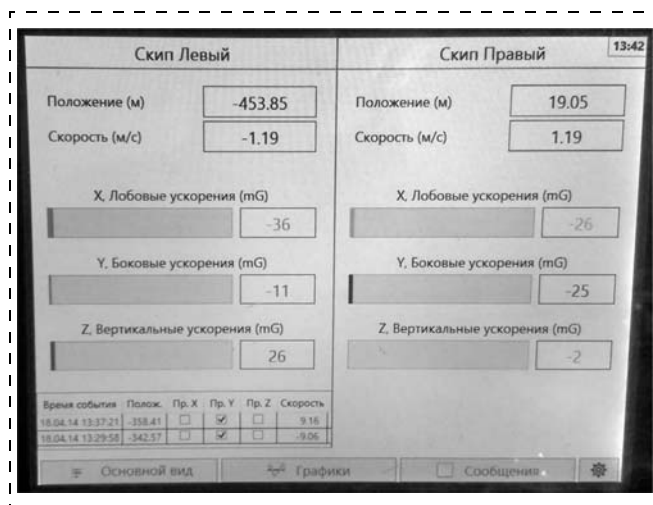 13:42
Скип Левый
Скип Правый
Положение (м) -453.85
Положение (м) 19.05
Скорость (м/с) -1.19
Скорость (м/с) 1.19
X, Лобовые ускорения (mG)
X, Лобовые ускорения (mG)
-36
-26
Y, Боковые ускорения (mG)
Y, Боковые ускорения (mG)
-11
-25
Z, Вертикальные ускорения (mG)
Z, Вертикальные ускорения (mG)
26
-2
Время события Полож. Пр. X Пр. Y Пр. Z Скорость
18.04.14 13:37:21 -358.41 9.16
18.04.14 13:29:58 -342.57 -9.06
Основной вид Графики Сообщения